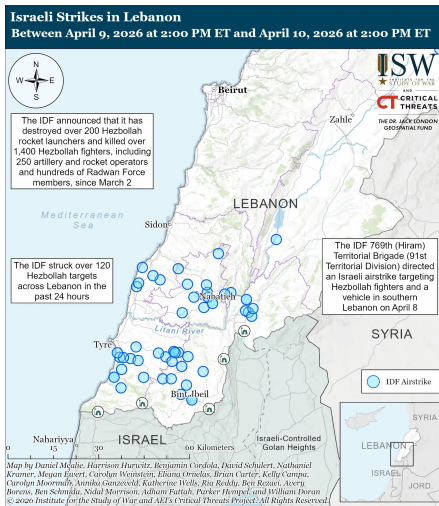 Israeli Strikes in Lebanon
Between April 9, 2026 at 2:00 PM ET and April 10, 2026 at 2:00 PM ET
N
W E
S
ISW
INSTITUTE FOR THE
STUDY OF WAR
AND
CT CRITICAL
THREATS
THE DR. JACK LONDON
GEOSPATIAL FUND
Beirut
Zahle
The IDF announced that it has
destroyed over 200 Hezbollah
rocket launchers and killed over
1,400 Hezbollah fighters, including
250 artillery and rocket operators
and hundreds of Radwan Force
members, since March 2
LEBANON
Mediterranean
Sea
Sidon
The IDF struck over 120
Hezbollah targets
across Lebanon in the
past 24 hours
The IDF 769th (Hiram)
Territorial Brigade (91st
Territorial Division) directed
an Israeli airstrike targeting
Hezbollah fighters and a
vehicle in southern
Lebanon on April 8
Nabatieh
Litani River
SYRIA
Tyre
IDF Airstrike
Bint Jbeil
Nahariyya
ISRAEL
Israeli-Controlled
Golan Heights
0 15 30 60 Kilometers
SYRIA
LEBANON
ISRAEL
JORD.
Map by Daniel Mealie, Harrison Hurwitz, Benjamin Cordola, David Schulert, Nathaniel
Kramer, Megan Ewert, Carolyn Weinstein, Eliana Ornelas, Brian Carter, Kelly Campa,
Carolyn Moorman, Annika Ganzeveld, Katherine Wells, Ria Reddy, Ben Rezaei, Avery
Borens, Ben Schmida, Nidal Morrison, Adham Fattah, Parker Hempel, and William Doran
© 2026 Institute for the Study of War and AEI's Critical Threats Project. All Rights Reserved.